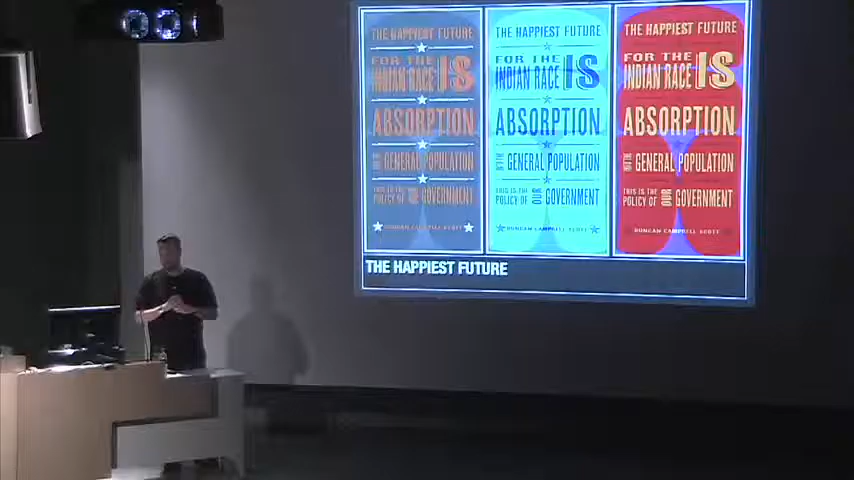 THE HAPPIEST FUTURE
FOR THE
INDIAN RACE IS
ABSORPTION
GENERAL POPULATION
THIS IS THE
POLICY OF OUR GOVERNMENT
DUNCAN CAMPBELL SCOTT
THE HAPPIEST FUTURE
FOR THE
INDIAN RACE IS
ABSORPTION
GENERAL POPULATION
THIS IS THE
POLICY OF OUR GOVERNMENT
DUNCAN CAMPBELL SCOTT
THE HAPPIEST FUTURE
FOR THE
INDIAN RACE IS
ABSORPTION
GENERAL POPULATION
THIS IS THE
POLICY OF OUR GOVERNMENT
DUNCAN CAMPBELL SCOTT
THE HAPPIEST FUTURE